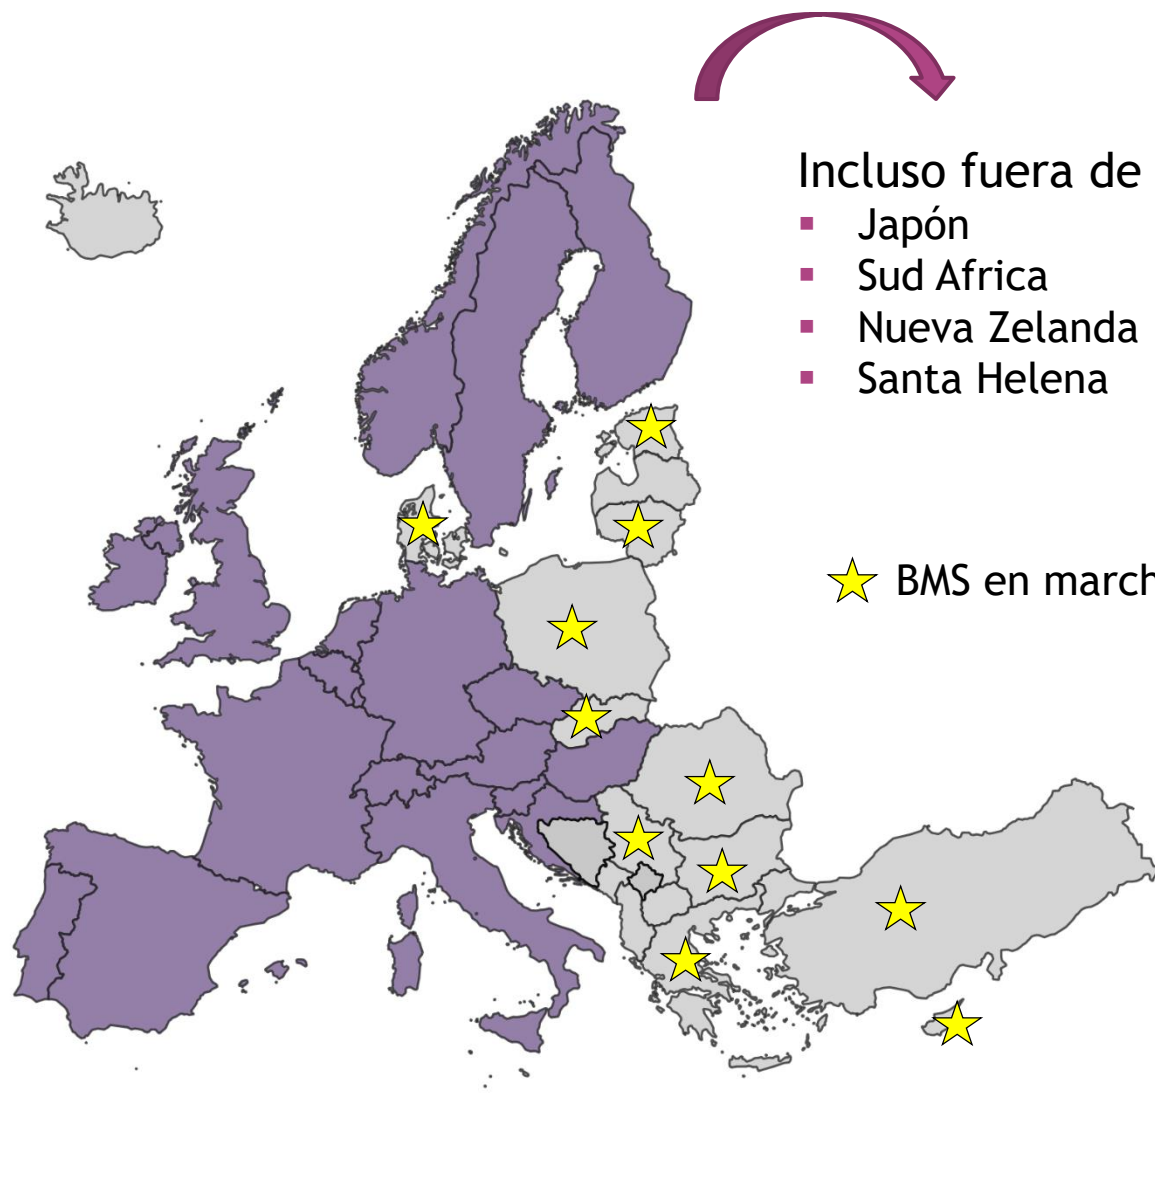 Incluso fuera de
Japón
Sud Africa
Nueva Zelanda
Santa Helena
BMS en march